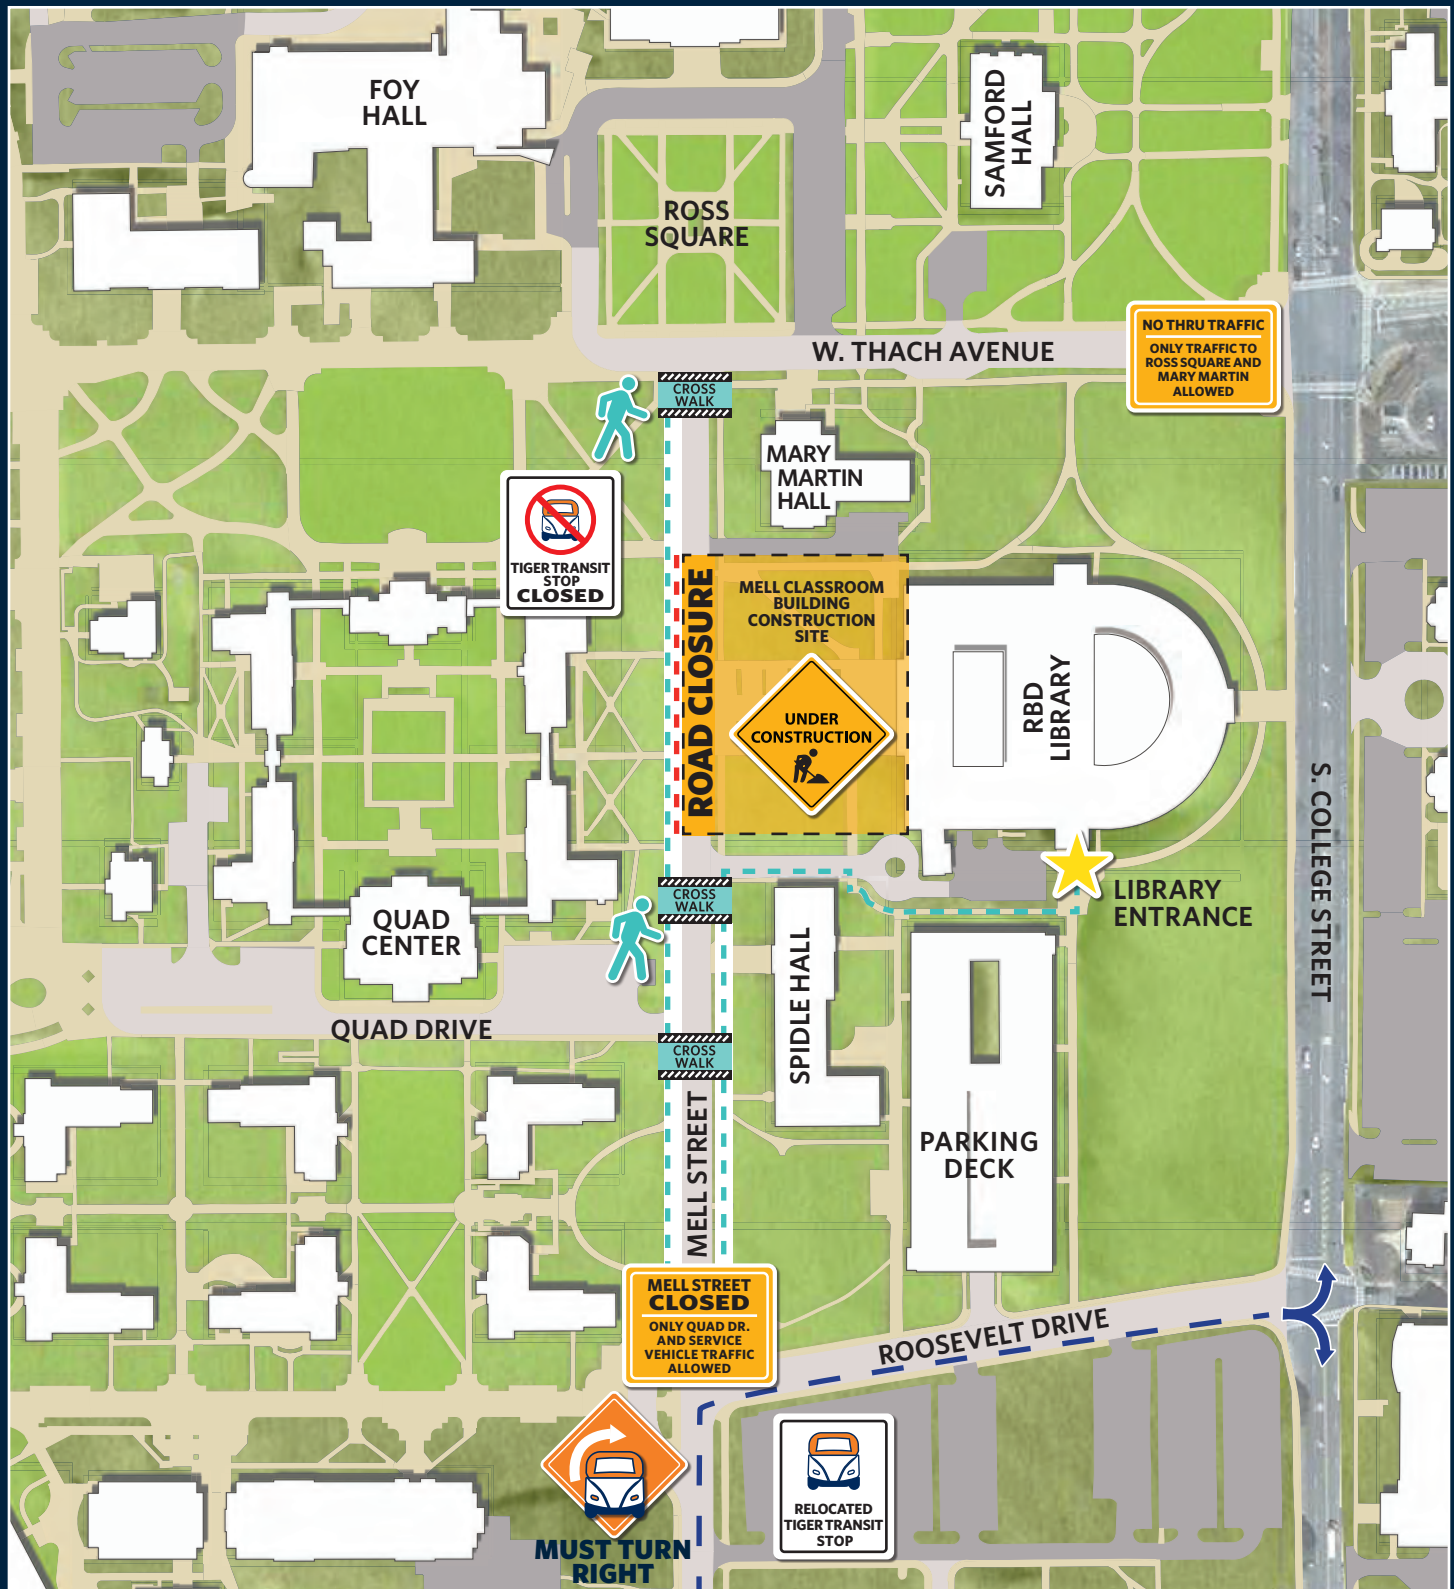 FOY
HALL
SAMFORD
HALL
ROSS
SQUARE
NO THRU TRAFFIC
ONLY TRAFFIC TO
ROSS SQUARE AND
MARY MARTIN
ALLOWED
W. THACH AVENUE
CROSS
WALK
MARY
MARTIN
HALL
TIGER TRANSIT
STOP
CLOSED
ROAD CLOSURE
MELL CLASSROOM
BUILDING
CONSTRUCTION
SITE
UNDER
CONSTRUCTION
RBD
LIBRARY
S. COLLEGE STREET
LIBRARY
ENTRANCE
CROSS
WALK
QUAD
CENTER
SPIDLE HALL
QUAD DRIVE
CROSS
WALK
MELL STREET
PARKING
DECK
MELL STREET
CLOSED
ONLY QUAD DR.
AND SERVICE
VEHICLE TRAFFIC
ALLOWED
ROOSEVELT DRIVE
MUST TURN
RIGHT
RELOCATED
TIGER TRANSIT
STOP